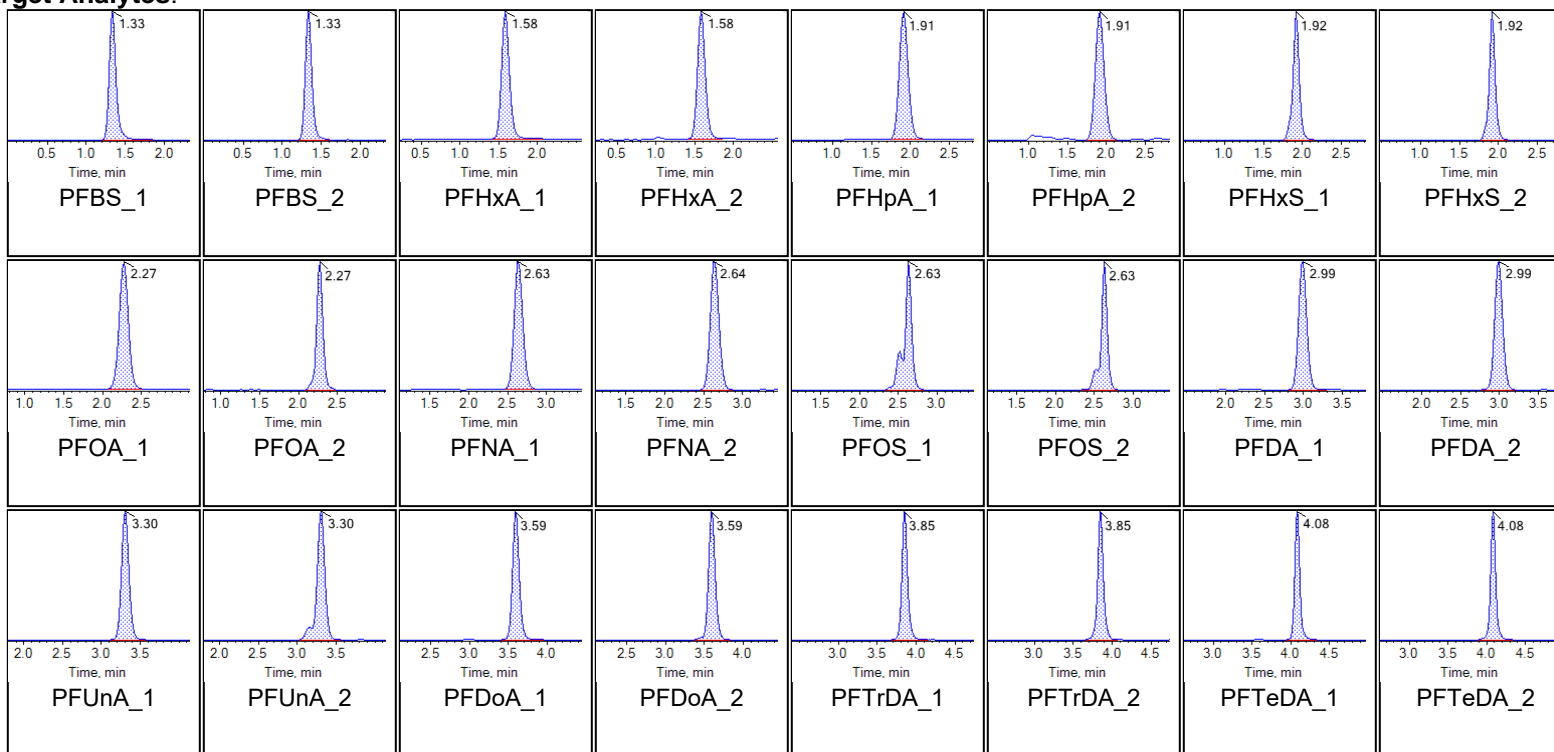 arget Analytes:
1.33 1.33 1.58 1.58 1.91 1.91 1.92 1.92
0.5 1.0 1.5 2.0 0.5 1.0 1.5 2.0 0.5 1.0 1.5 2.0 0.5 1.0 1.5 2.0 1.0 1.5 2.0 2.5 1.0 1.5 2.0 2.5 1.0 1.5 2.0 2.5 1.0 1.5 2.0 2.5
Time, min Time, min Time, min Time, min Time, min Time, min Time, min Time, min
PFBS_1 PFBS_2 PFHxA_1 PFHxA_2 PFHpA_1 PFHpA_2 PFHxS_1 PFHxS_2
2.27 2.27 2.63 2.64 2.63 2.63 2.99 2.99
1.0 1.5 2.0 2.5 1.0 1.5 2.0 2.5 1.5 2.0 2.5 3.0 1.5 2.0 2.5 3.0 1.5 2.0 2.5 3.0 1.5 2.0 2.5 3.0 2.0 2.5 3.0 3.5 2.0 2.5 3.0 3.5
Time, min Time, min Time, min Time, min Time, min Time, min Time, min Time, min
PFOA_1 PFOA_2 PFNA_1 PFNA_2 PFOS_1 PFOS_2 PFDA_1 PFDA_2
3.30 3.30 3.59 3.59 3.85 3.85 4.08 4.08
2.0 2.5 3.0 3.5 2.0 2.5 3.0 3.5 2.5 3.0 3.5 4.0 2.5 3.0 3.5 4.0 3.0 3.5 4.0 4.5 3.0 3.5 4.0 4.5 3.0 3.5 4.0 4.5 3.0 3.5 4.0 4.5
Time, min Time, min Time, min Time, min Time, min Time, min Time, min Time, min
PFUnA_1 PFUnA_2 PFDoA_1 PFDoA_2 PFTrDA_1 PFTrDA_2 PFTeDA_1 PFTeDA_2